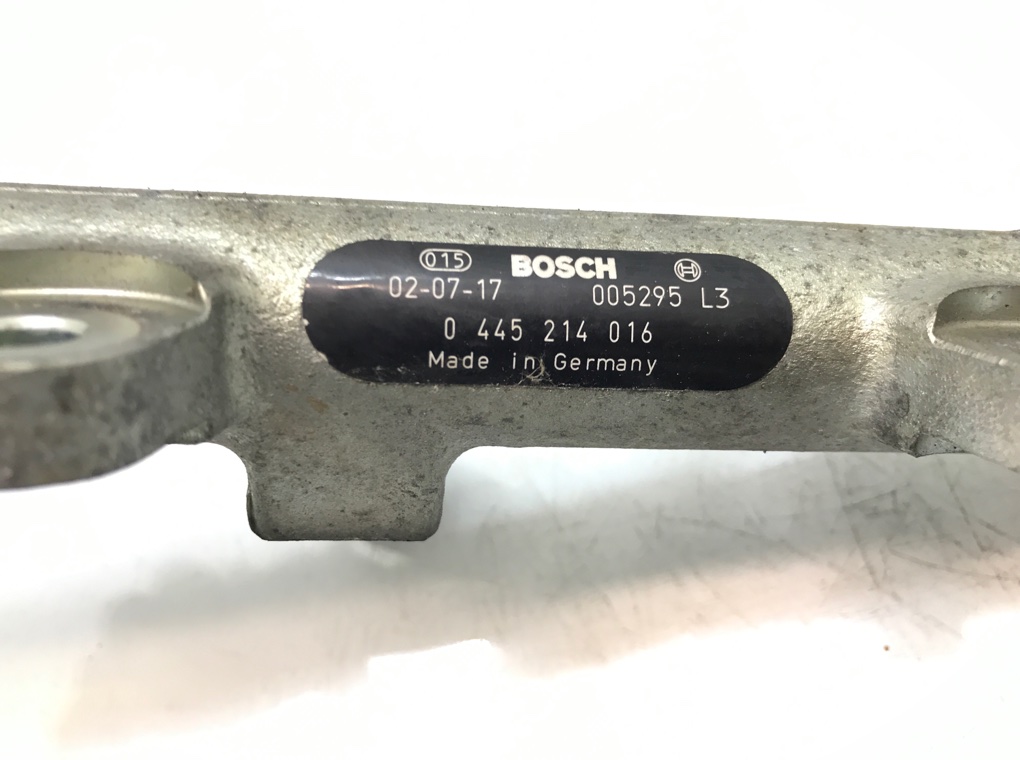 015 BOSCH
02-07-17 005295 L3
0 445 214 016
Made in Germany